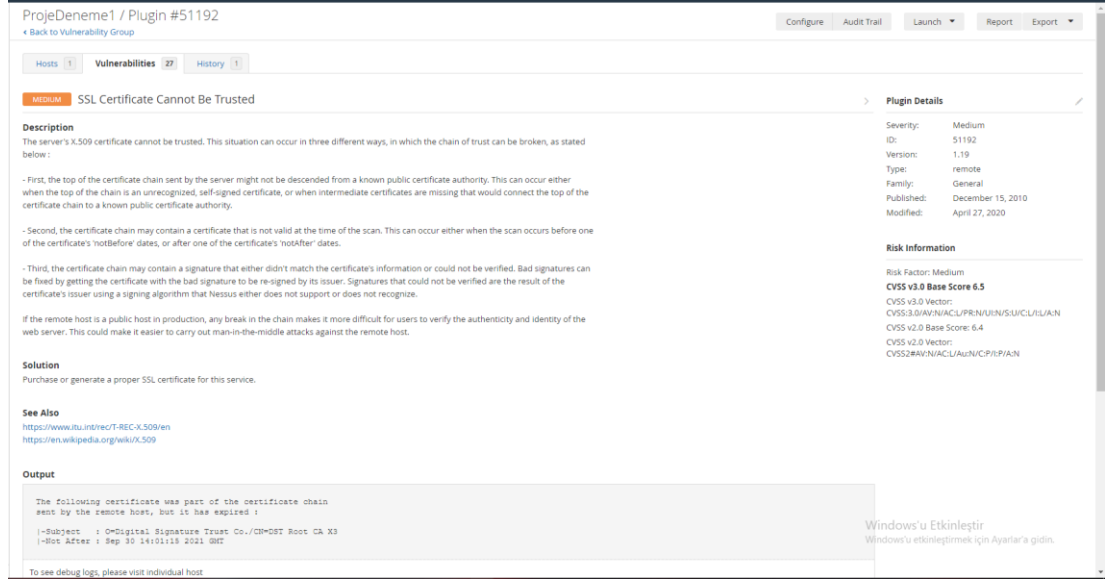 ProjeDeneme1 / Plugin #51192
‹ Back to Vulnerability Group
Configure
Audit Trail
Launch
Report
Export
Hosts 1
Vulnerabilities 27
History 1
MEDIUM SSL Certificate Cannot Be Trusted
Description
The server's X.509 certificate cannot be trusted. This situation can occur in three different ways, in which the chain of trust can be broken, as stated
below :
- First, the top of the certificate chain sent by the server might not be descended from a known public certificate authority. This can occur either
when the top of the chain is an unrecognized, self-signed certificate, or when intermediate certificates are missing that would connect the top of the
certificate chain to a known public certificate authority.
- Second, the certificate chain may contain a certificate that is not valid at the time of the scan. This can occur either when the scan occurs before one
of the certificate's 'notBefore' dates, or after one of the certificate's 'notAfter' dates.
- Third, the certificate chain may contain a signature that either didn't match the certificate's information or could not be verified. Bad signatures can
be fixed by getting the certificate with the bad signature to be re-signed by its issuer. Signatures that could not be verified are the result of the
certificate's issuer using a signing algorithm that Nessus either does not support or does not recognize.
If the remote host is a public host in production, any break in the chain makes it more difficult for users to verify the authenticity and identity of the
web server. This could make it easier to carry out man-in-the-middle attacks against the remote host.
Solution
Purchase or generate a proper SSL certificate for this service.
See Also
https://www.itu.int/rec/T-REC-X.509/en
https://en.wikipedia.org/wiki/X.509
Output
The following certificate was part of the certificate chain
sent by the remote host, but it has expired :
|-Subject : O=Digital Signature Trust Co./CN=DST Root CA X3
|-Not After : Sep 30 14:01:15 2021 GMT
To see debug logs, please visit individual host
Plugin Details
Severity: Medium
ID: 51192
Version: 1.19
Type: remote
Family: General
Published: December 15, 2010
Modified: April 27, 2020
Risk Information
Risk Factor: Medium
CVSS v3.0 Base Score 6.5
CVSS v3.0 Vector:
CVSS:3.0/AV:N/AC:L/PR:N/UI:N/S:U/C:L/I:L/A:N
CVSS v2.0 Base Score: 6.4
CVSS v2.0 Vector:
CVSS2#AV:N/AC:L/Au:N/C:P/I:P/A:N
Windows'u Etkinleştir
Windows'u etkinleştirmek için Ayarlar'a gidin.